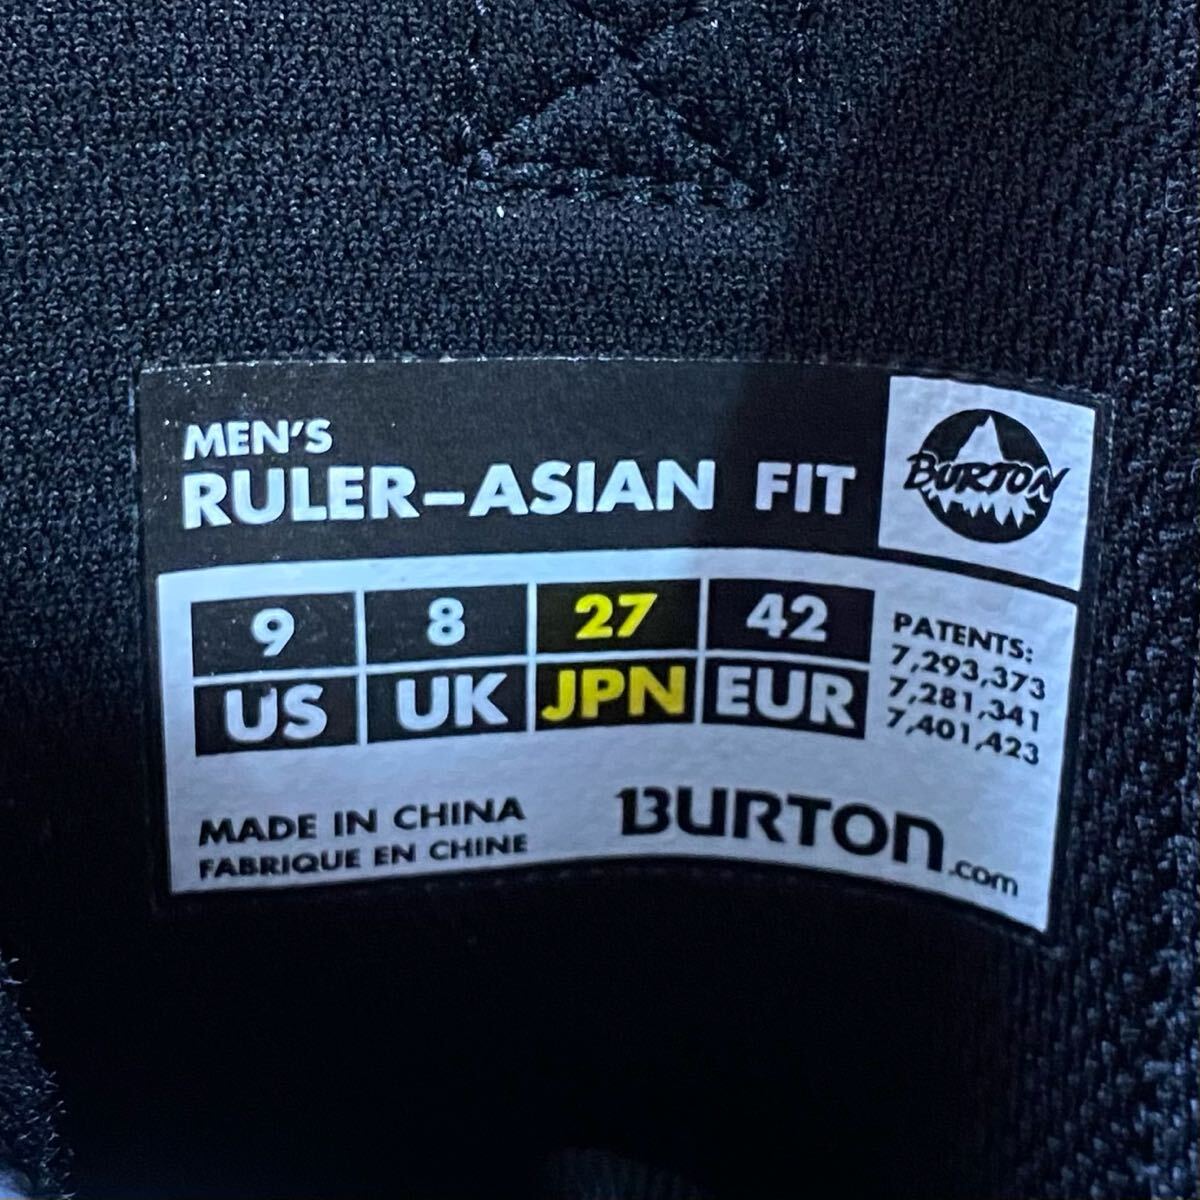 MEN'S
RULER-ASIAN FIT
BURTON
9 8 27 42
US UK JPN EUR
PATENTS:
7,293,373
7,281,341
7,401,423
MADE IN CHINA
FABRIQUE EN CHINE
BURTON.com